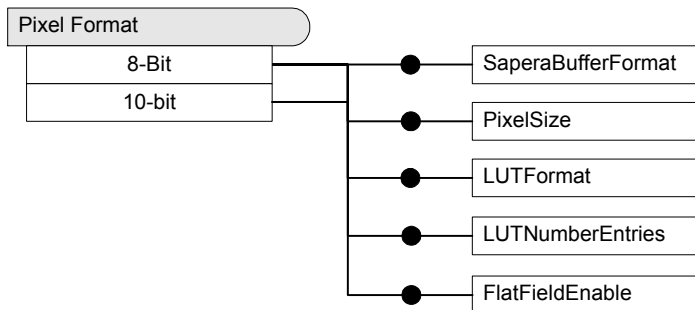 Pixel Format
8-Bit
10-bit
SaperaBufferFormat
PixelSize
LUTFormat
LUTNumberEntries
FlatFieldEnable